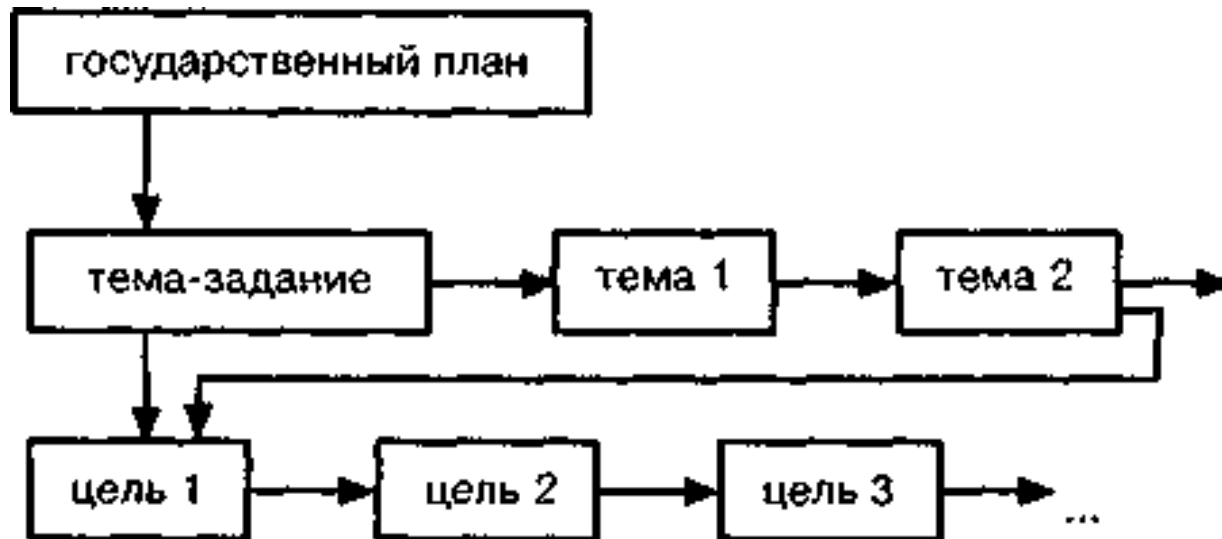 государственный план
тема-задание
тема 1
тема 2
цель 1
цель 2
цель 3
...